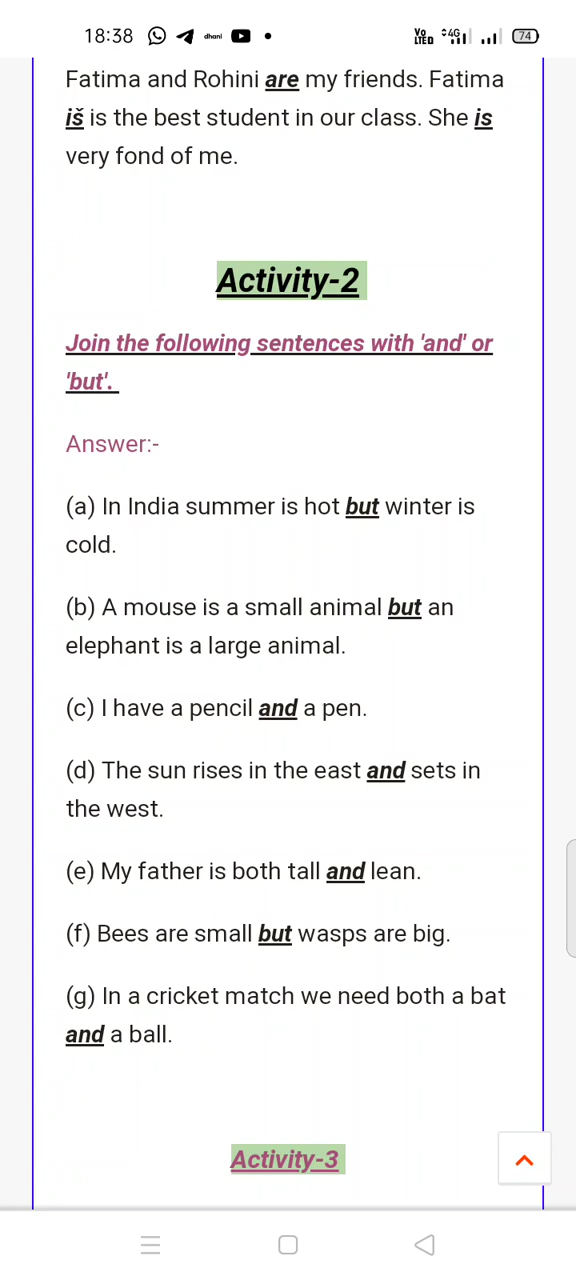 18:38 dhani Vo LTED 4G 74
Fatima and Rohini are my friends. Fatima
iš is the best student in our class. She is
very fond of me.
Activity-2
Join the following sentences with 'and' or
'but'.
Answer:-
(a) In India summer is hot but winter is
cold.
(b) A mouse is a small animal but an
elephant is a large animal.
(c) I have a pencil and a pen.
(d) The sun rises in the east and sets in
the west.
(e) My father is both tall and lean.
(f) Bees are small but wasps are big.
(g) In a cricket match we need both a bat
and a ball.
Activity-3